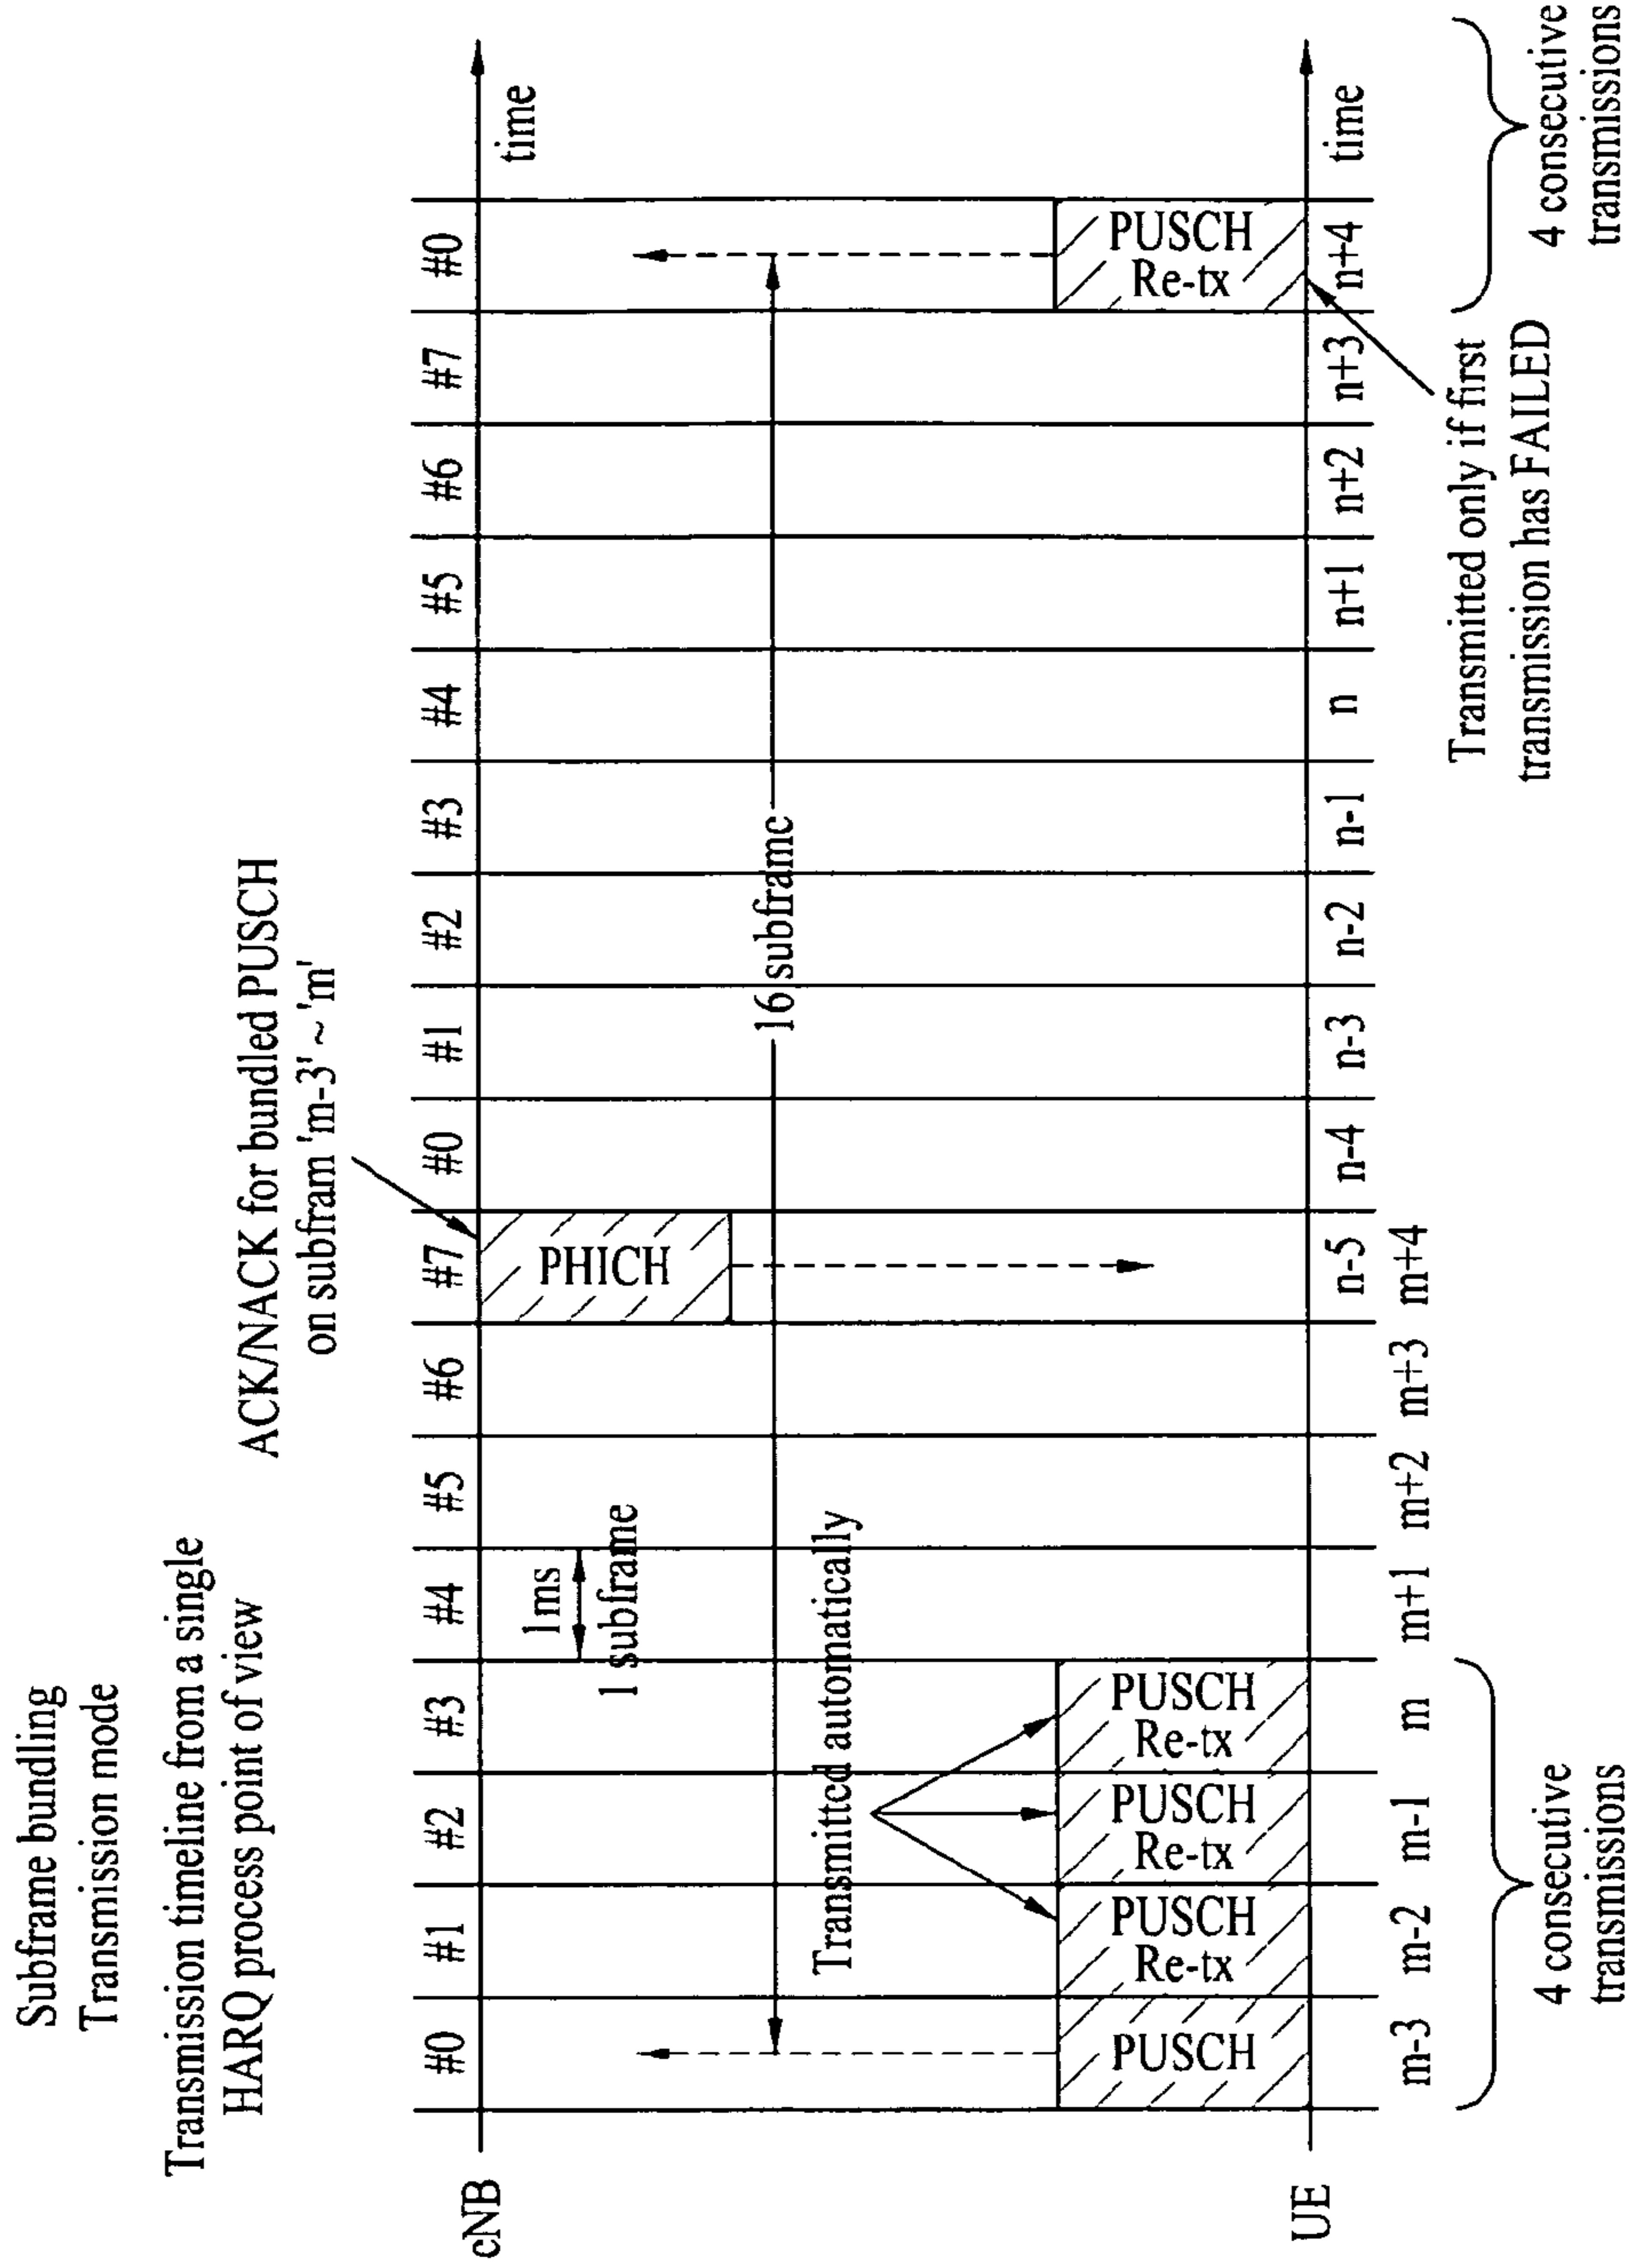 Subframe bundling
Transmission mode
Transmission timeline from a single
HARQ process point of view
ACK/NACK for bundled PUSCH
on subfram 'm-3' ~ 'm'
#0 #1 #2 #3 #4 #5 #6 #7 #0 #1 #2 #3 #4 #5 #6 #7 #0
eNB
time
1ms
1 subframe
PHICH
16 subframe
Transmitted automatically
PUSCH
PUSCH
Re-tx
PUSCH
Re-tx
PUSCH
Re-tx
PUSCH
Re-tx
UE
n-5 n-4 n-3 n-2 n-1 n n+1 n+2 n+3 n+4 time
m-3 m-2 m-1 m m+1 m+2 m+3 m+4
Transmitted only if first
transmission has FAILED
4 consecutive
transmissions
4 consecutive
transmissions